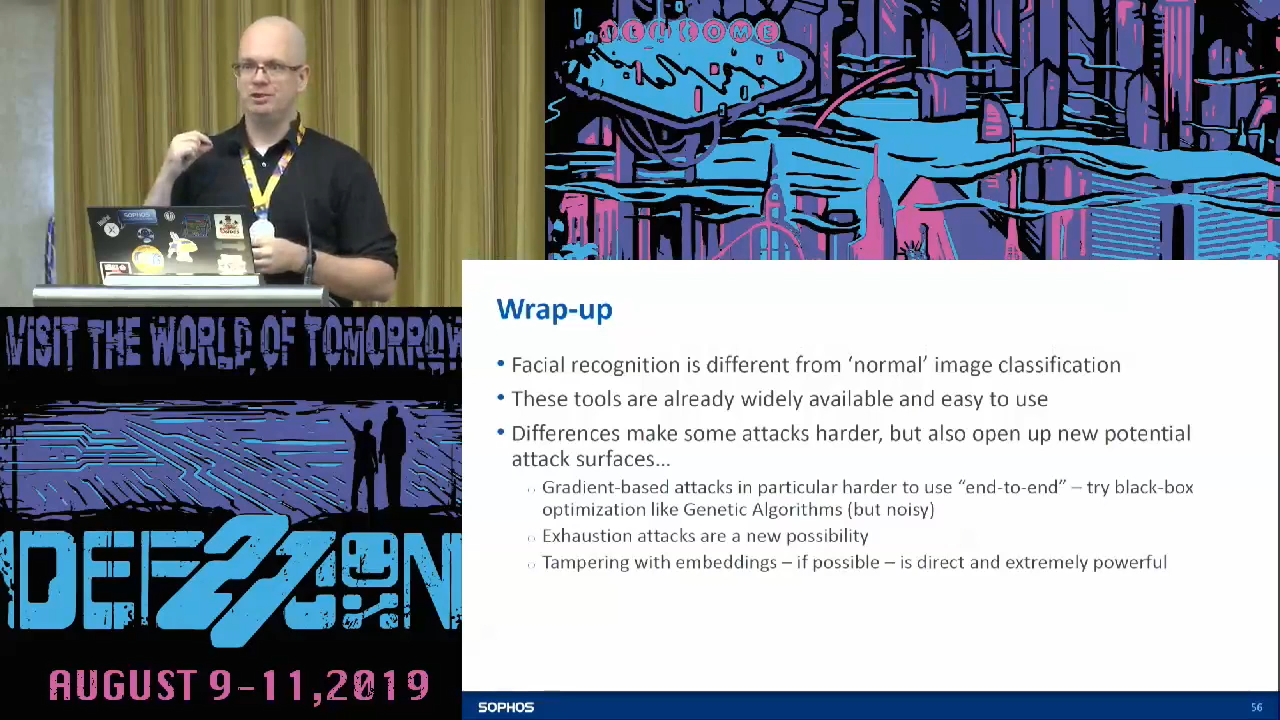 WELCOME
SOPHOS
VISIT THE WORLD OF TOMORROW
DEF 27 CON
AUGUST 9-11,2019
Wrap-up
• Facial recognition is different from ‘normal’ image classification
• These tools are already widely available and easy to use
• Differences make some attacks harder, but also open up new potential
attack surfaces…
○ Gradient-based attacks in particular harder to use “end-to-end” – try black-box
optimization like Genetic Algorithms (but noisy)
○ Exhaustion attacks are a new possibility
○ Tampering with embeddings – if possible – is direct and extremely powerful
SOPHOS
56